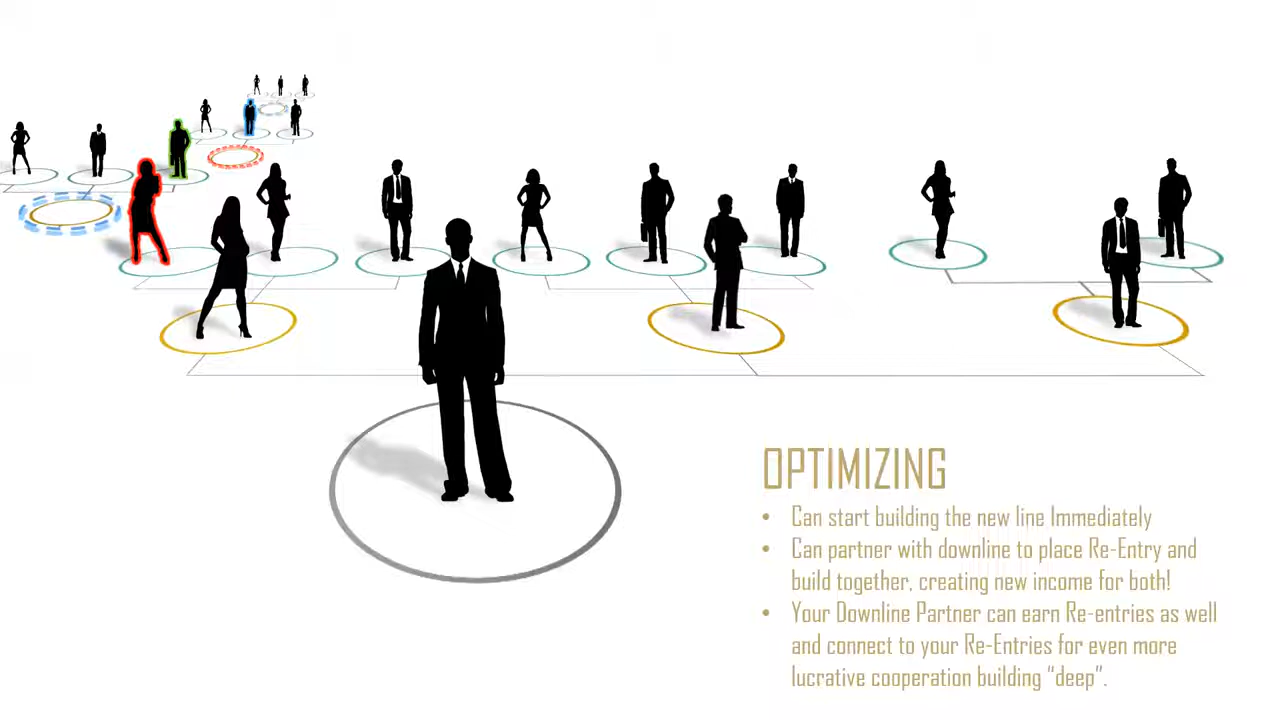 OPTIMIZING
• Can start building the new line Immediately
• Can partner with downline to place Re-Entry and
build together, creating new income for both!
• Your Downline Partner can earn Re-entries as well
and connect to your Re-Entries for even more
lucrative cooperation building "deep".